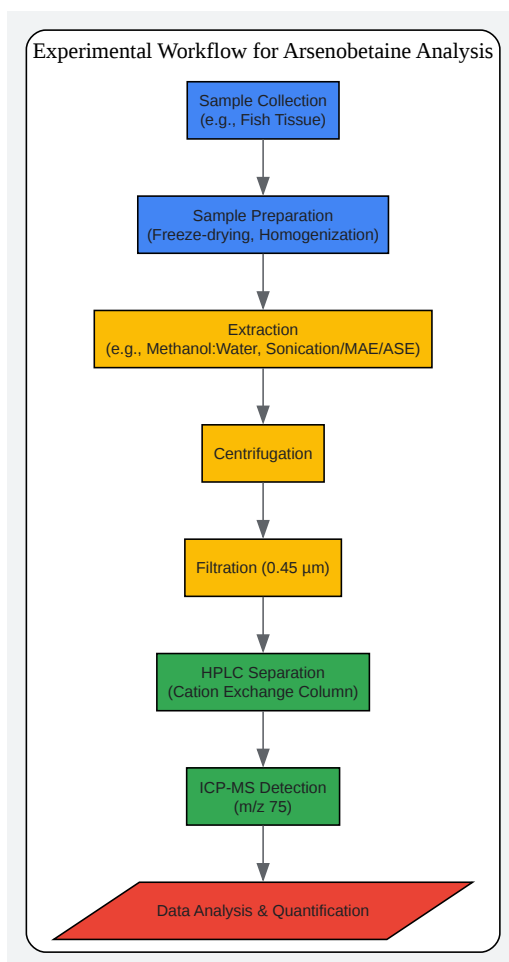 Experimental Workflow for Arsenobetaine Analysis
Sample Collection
(e.g., Fish Tissue)
Sample Preparation
(Freeze-drying, Homogenization)
Extraction
(e.g., Methanol:Water, Sonication/MAE/ASE)
Centrifugation
Filtration (0.45 µm)
HPLC Separation
(Cation Exchange Column)
ICP-MS Detection
(m/z 75)
Data Analysis & Quantification